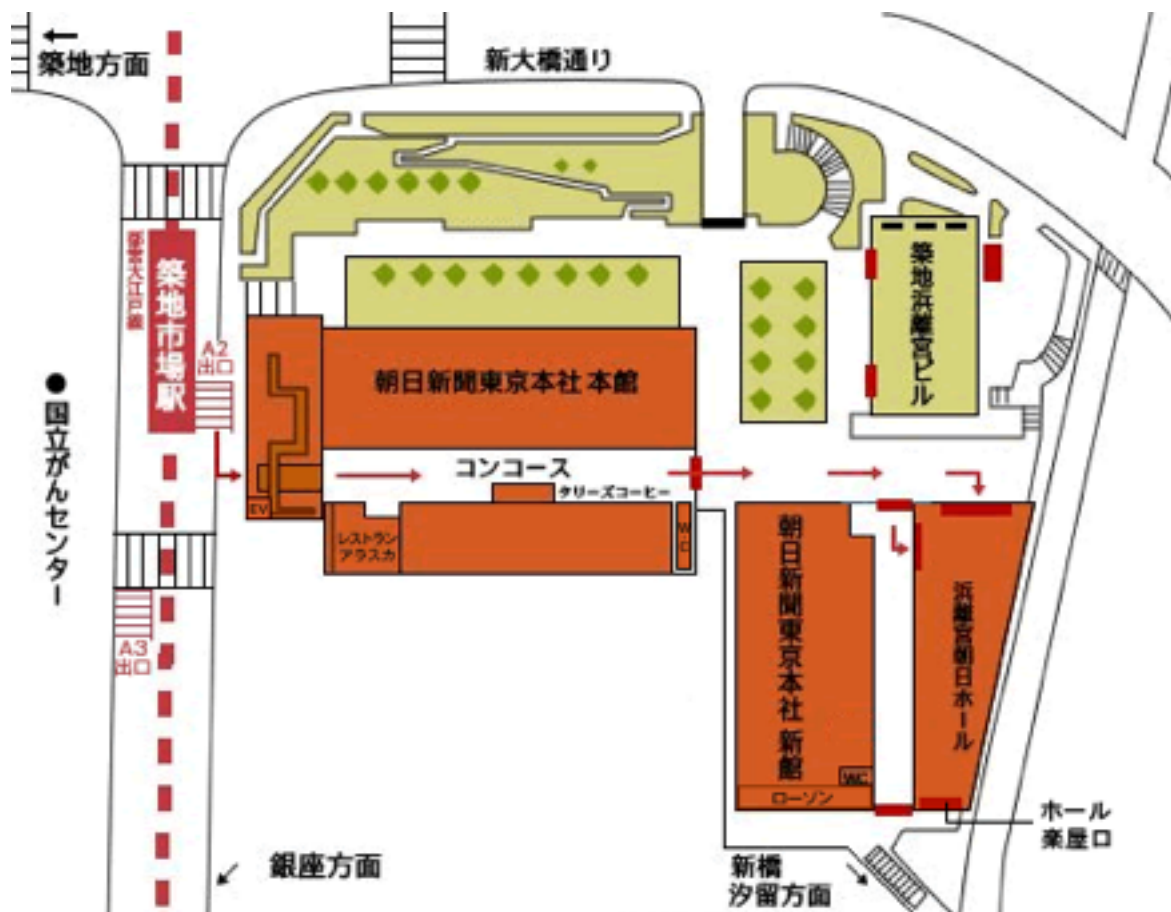 築地方面
新大橋通り
都営大江戸線
築地市場駅
A2
出口
●国立がんセンター
朝日新聞東京本社 本館
築地浜離宮ビル
コンコース
タリーズコーヒー
EV
レストラン
アラスカ
W・C
朝日新聞東京本社 新館
浜離宮朝日ホール
A3
出口
WC
ローソン
ホール
楽屋口
銀座方面
新橋
汐留方面